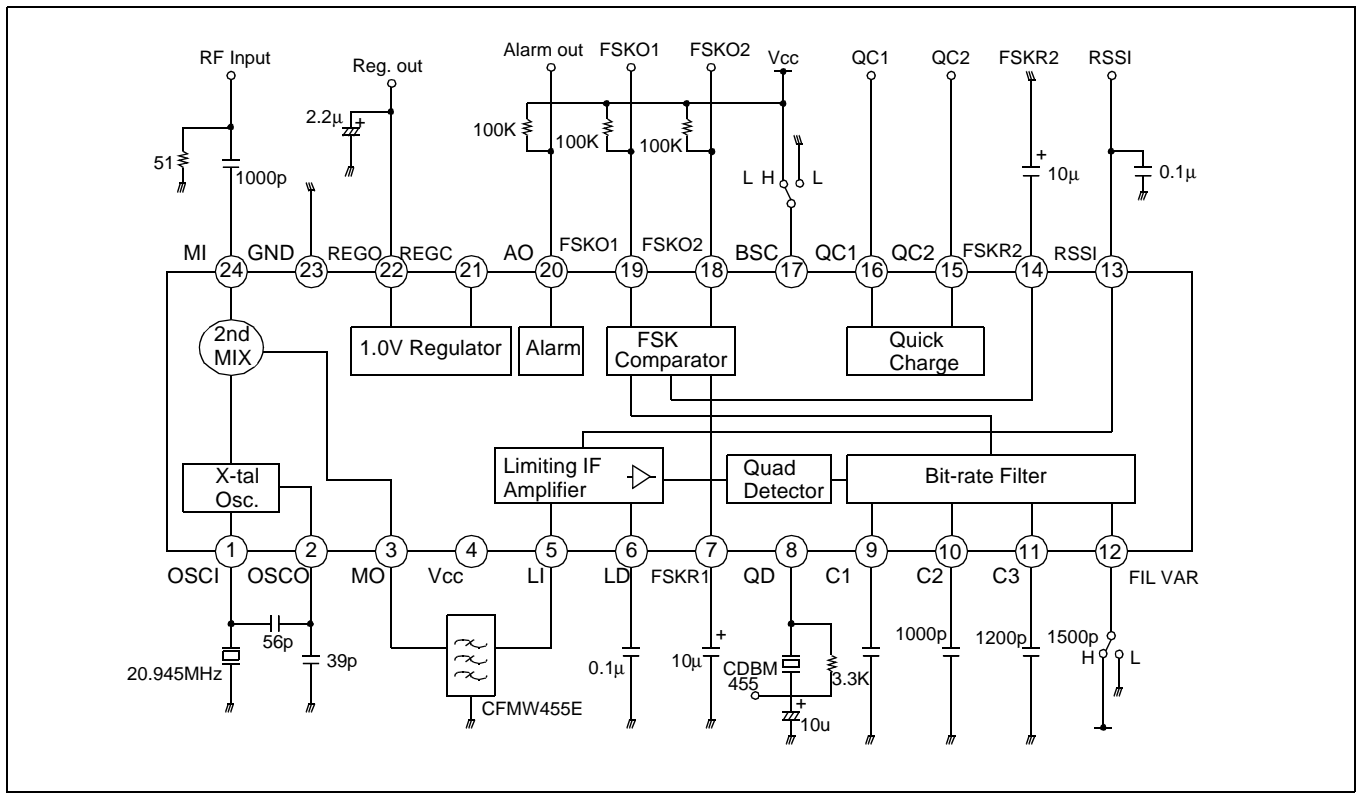 RF Input
Reg. out
Alarm out
FSKO1
FSKO2
Vcc
QC1
QC2
FSKR2
RSSI
2.2μ
+
51
1000p
100K
100K
100K
L H
L
+
10μ
0.1μ
MI
GND
REGO
REGC
AO
FSKO1
FSKO2
BSC
QC1
QC2
FSKR2
RSSI
24
23
22
21
20
19
18
17
16
15
14
13
2nd
MIX
1.0V Regulator
Alarm
FSK
Comparator
Quick
Charge
X-tal
Osc.
Limiting IF
Amplifier
Quad
Detector
Bit-rate Filter
1
2
3
4
5
6
7
8
9
10
11
12
OSCI
OSCO
MO
Vcc
LI
LD
FSKR1
QD
C1
C2
C3
FIL VAR
56p
39p
20.945MHz
CFMW455E
0.1μ
10μ
+
CDBM
455
3.3K
+
10u
1000p
1200p
1500p
H
L